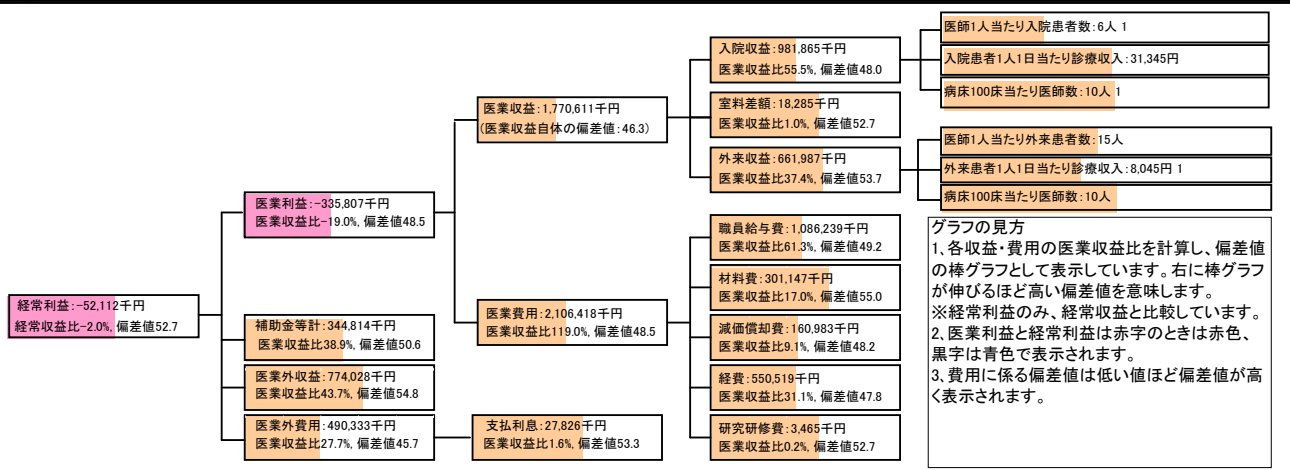 経常利益:-52,112千円
経常収益比-2.0%, 偏差値52.7
医業利益:-335,807千円
医業収益比-19.0%, 偏差値48.5
補助金等計:344,814千円
医業収益比38.9%, 偏差値50.6
医業外収益:774,028千円
医業収益比43.7%, 偏差値54.8
医業外費用:490,333千円
医業収益比27.7%, 偏差値45.7
医業収益:1,770,611千円
(医業収益自体の偏差値:46.3)
医業費用:2,106,418千円
医業収益比119.0%, 偏差値48.5
支払利息:27,826千円
医業収益比1.6%, 偏差値53.3
入院収益:981,865千円
医業収益比55.5%, 偏差値48.0
室料差額:18,285千円
医業収益比1.0%, 偏差値52.7
外来収益:661,987千円
医業収益比37.4%, 偏差値53.7
職員給与費:1,086,239千円
医業収益比61.3%, 偏差値49.2
材料費:301,147千円
医業収益比17.0%, 偏差値55.0
減価償却費:160,983千円
医業収益比9.1%, 偏差値48.2
経費:550,519千円
医業収益比31.1%, 偏差値47.8
研究研修費:3,465千円
医業収益比0.2%, 偏差値52.7
医師1人当たり入院患者数:6人 1
入院患者1人1日当たり診療収入:31,345円
病床100床当たり医師数:10人 1
医師1人当たり外来患者数:15人
外来患者1人1日当たり診療収入:8,045円 1
病床100床当たり医師数:10人
グラフの見方
1、各収益・費用の医業収益比を計算し、偏差値
の棒グラフとして表示しています。右に棒グラフ
が伸びるほど高い偏差値を意味します。
※経常利益のみ、経常収益と比較しています。
2、医業利益と経常利益は赤字のときは赤色、
黒字は青色で表示されます。
3、費用に係る偏差値は低い値ほど偏差値が高
く表示されます。